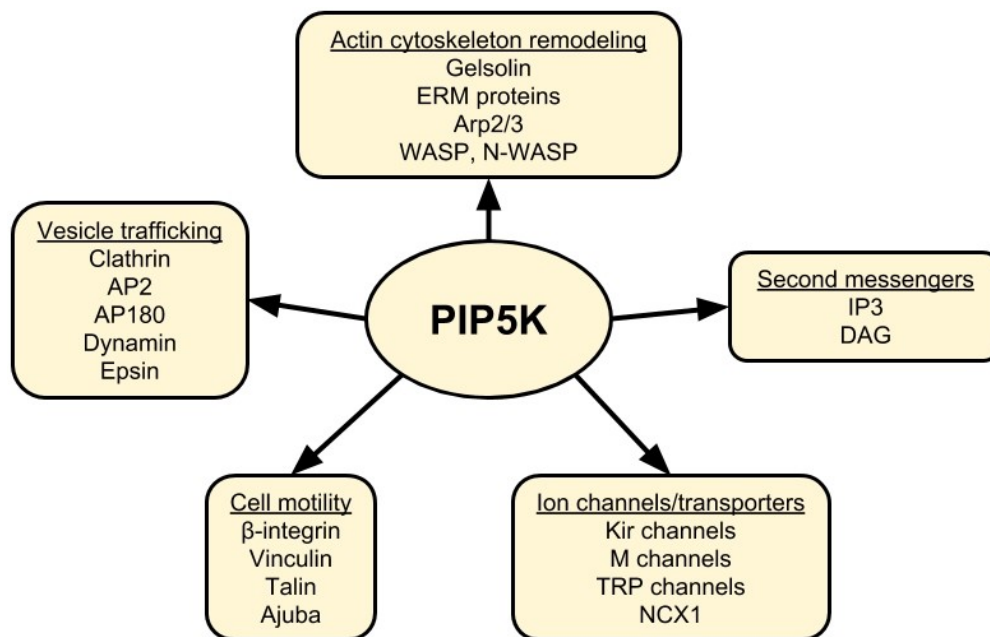 Actin cytoskeleton remodeling
Gelsolin
ERM proteins
Arp2/3
WASP, N-WASP
Vesicle trafficking
Clathrin
AP2
AP180
Dynamin
Epsin
PIP5K
Second messengers
IP3
DAG
Cell motility
β-integrin
Vinculin
Talin
Ajuba
Ion channels/transporters
Kir channels
M channels
TRP channels
NCX1